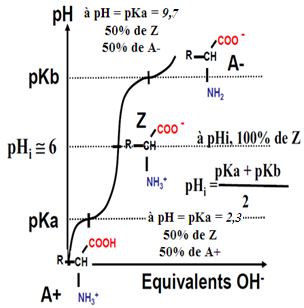 pH
à pH = pKa = 9,7
50% de Z
50% de A-
COO⁻
R—CH
A-
NH₂
pKb
Z
COO⁻
R—CH
NH₃⁺
pHᵢ ≅ 6
à pHi, 100% de Z
pHᵢ = pKa + pKb
2
pKa
à pH = pKa = 2,3
50% de Z
50% de A+
COOH
R—CH
NH₃⁺
A+
Equivalents OH⁻